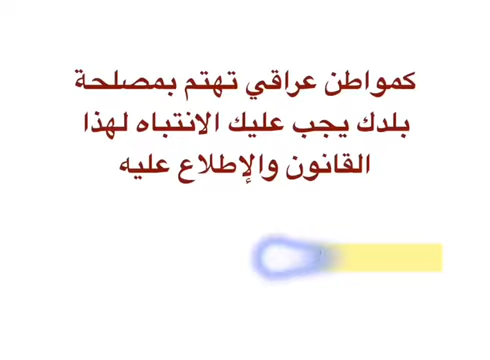 كمواطن عراقي تهتم بمصلحة
بلدك يجب عليك الانتباه لهذا
القانون والإطلاع عليه